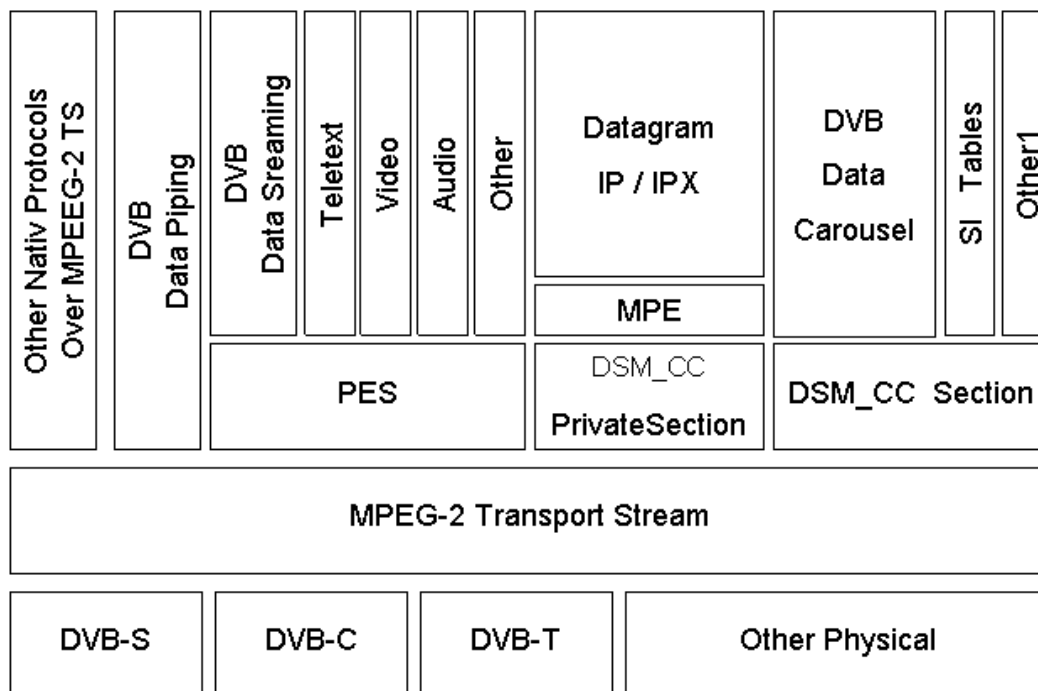 Other Nativ Protocols
Over MPEEG-2 TS
DVB
Data Piping
DVB
Data Sreaming
Teletext
Video
Audio
Other
Datagram
IP / IPX
MPE
DVB
Data
Carousel
SI Tables
Other1
PES
DSM_CC
PrivateSection
DSM_CC Section
MPEG-2 Transport Stream
DVB-S
DVB-C
DVB-T
Other Physical